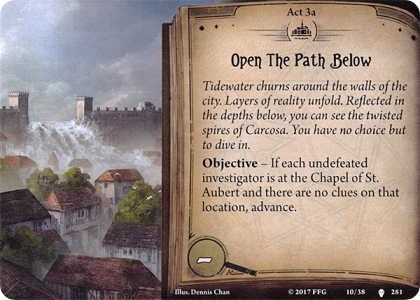 Act 3a
Open The Path Below
Tidewater churns around the walls of the
city. Layers of reality unfold. Reflected in
the depths below, you can see the twisted
spires of Carcosa. You have no choice but
to dive in.
Objective – If each undefeated
investigator is at the Chapel of St.
Aubert and there are no clues on that
location, advance.
–
Illus. Dennis Chan © 2017 FFG 10/38 281